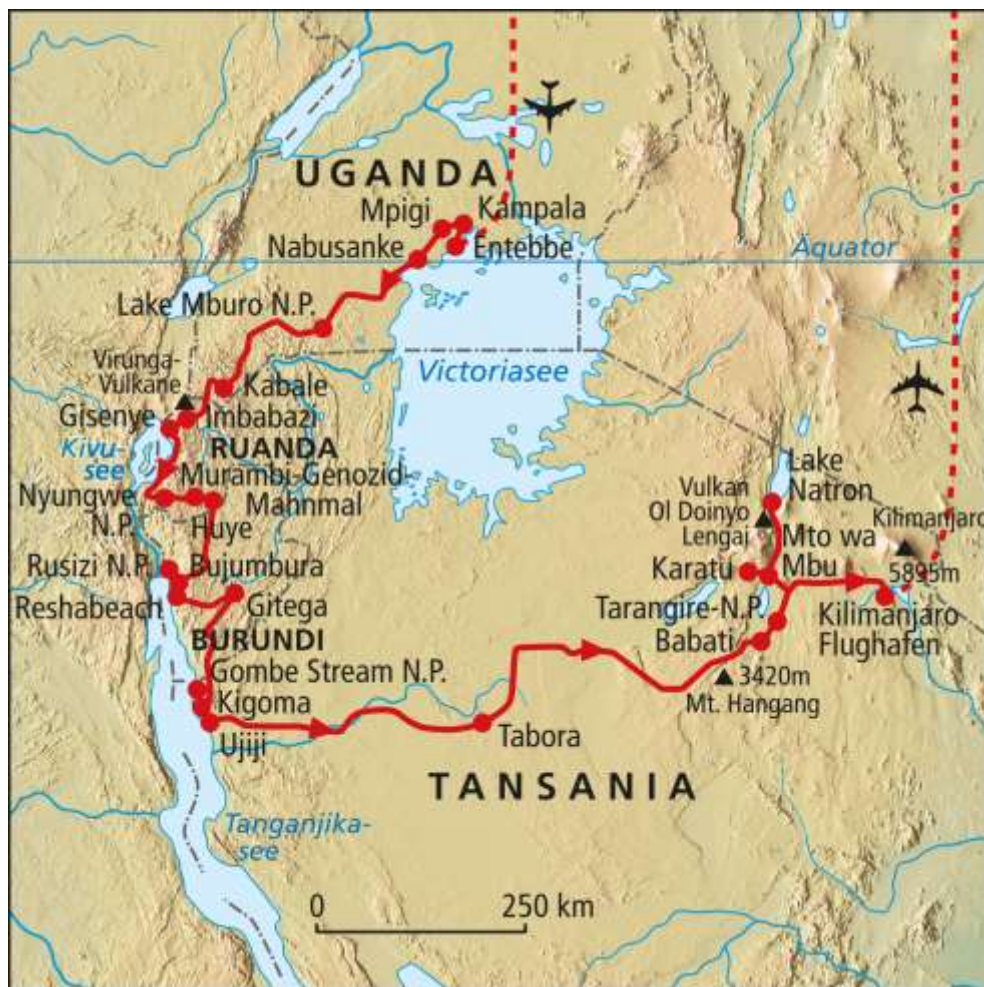 UGANDA
Mpigi
Kampala
Nabusanke
Entebbe
Äquator
Lake Mburo N.P.
Virunga-
Vulkane
Victoriasee
Kabale
Gisenye
Imbabazi
Kivu-
see
RUANDA
Murambi-Genozid-
Mahnmal
Nyungwe
N.P.
Huye
Lake
Natron
Vulkan
Ol Doinyo
Lengai
Kilimanjaro
5895m
Mto wa
Mbu
Karatu
Rusizi N.P.
Bujumbura
Reshabeach
Gitega
Tarangire-N.P.
Babati
Kilimanjaro
Flughafen
BURUNDI
Gombe Stream N.P.
Kigoma
Ujiji
3420m
Mt. Hangang
Tabora
TANSANIA
Tanganjika-
see
0 250 km